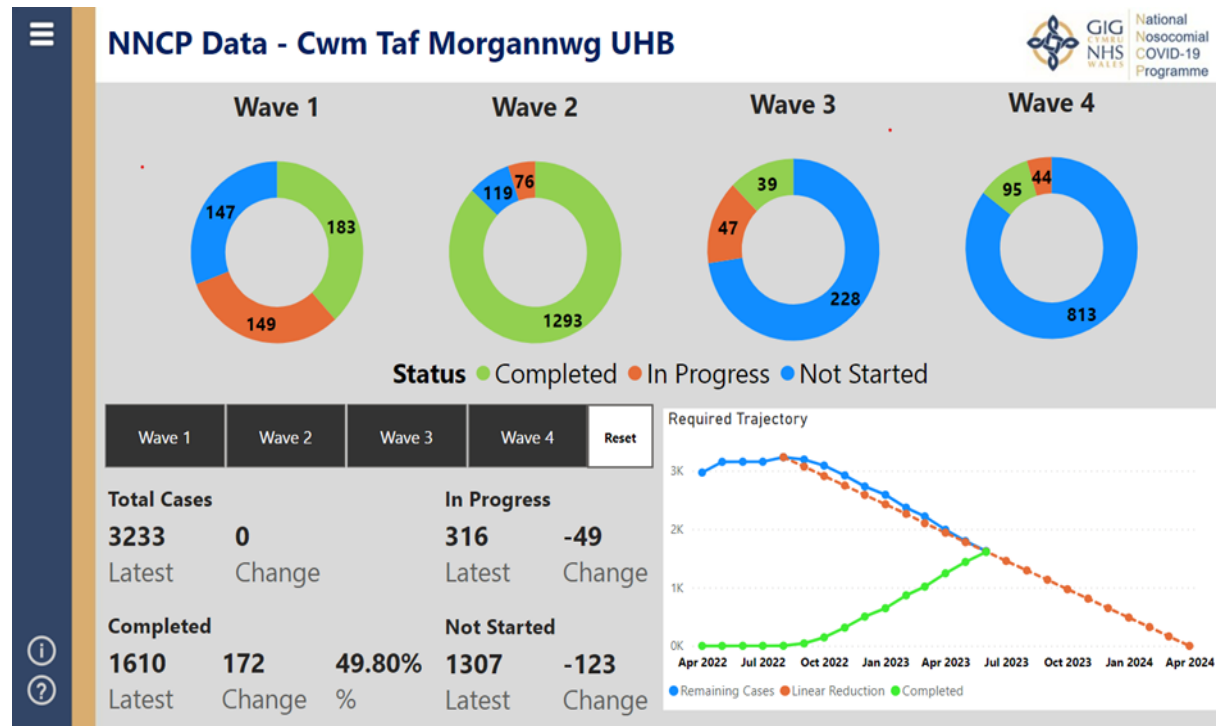 NNCP Data - Cwm Taf Morgannwg UHB
GIG
CYMRU
NHS
WALES
National
Nosocomial
COVID-19
Programme
Wave 1
Wave 2
Wave 3
Wave 4
147
183
149
119
76
1293
39
47
228
95
44
813
Status Completed In Progress Not Started
Wave 1
Wave 2
Wave 3
Wave 4
Reset
Total Cases
3233 0
Latest Change
In Progress
316 -49
Latest Change
Completed
1610 172 49.80%
Latest Change %
Not Started
1307 -123
Latest Change
Required Trajectory
3K
2K
1K
0K
Apr 2022 Jul 2022 Oct 2022 Jan 2023 Apr 2023 Jul 2023 Oct 2023 Jan 2024 Apr 2024
Remaining Cases Linear Reduction Completed
i
?